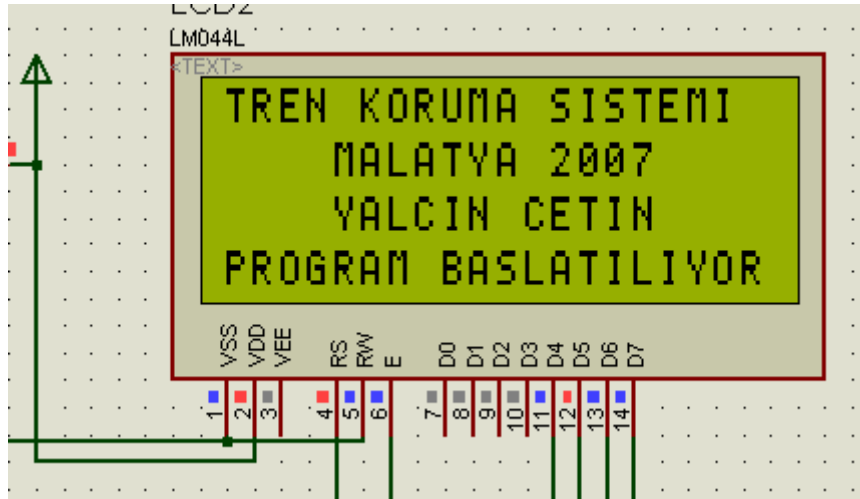 LCD2
LM044L
<TEXT>
TREN KORUMA SISTEMI
MALATYA 2007
YALCIN CETIN
PROGRAM BASLATILIYOR
VSS VDD VEE RS RW E D0 D1 D2 D3 D4 D5 D6 D7
1 2 3 4 5 6 7 8 9 10 11 12 13 14